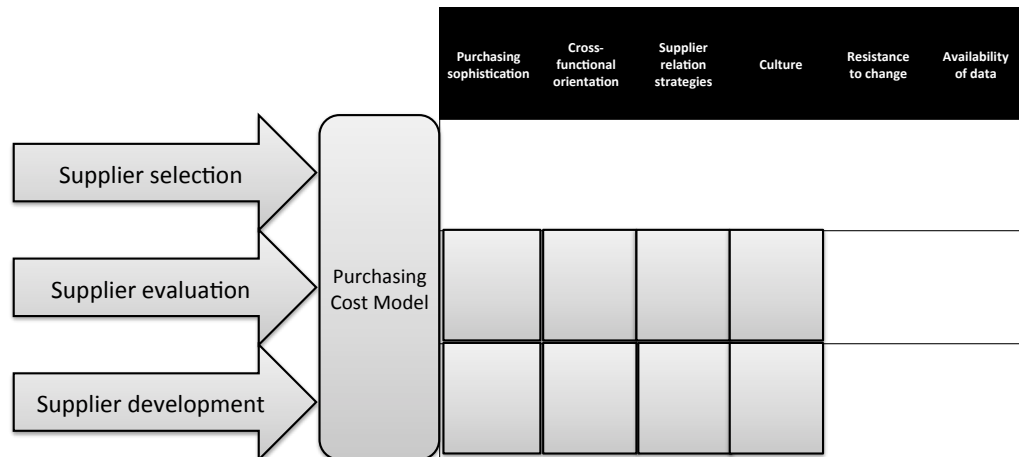 Purchasing
sophistication
Cross-
functional
orientation
Supplier
relation
strategies
Culture
Resistance
to change
Availability
of data
Supplier selection
Supplier evaluation
Purchasing
Cost Model
Supplier development